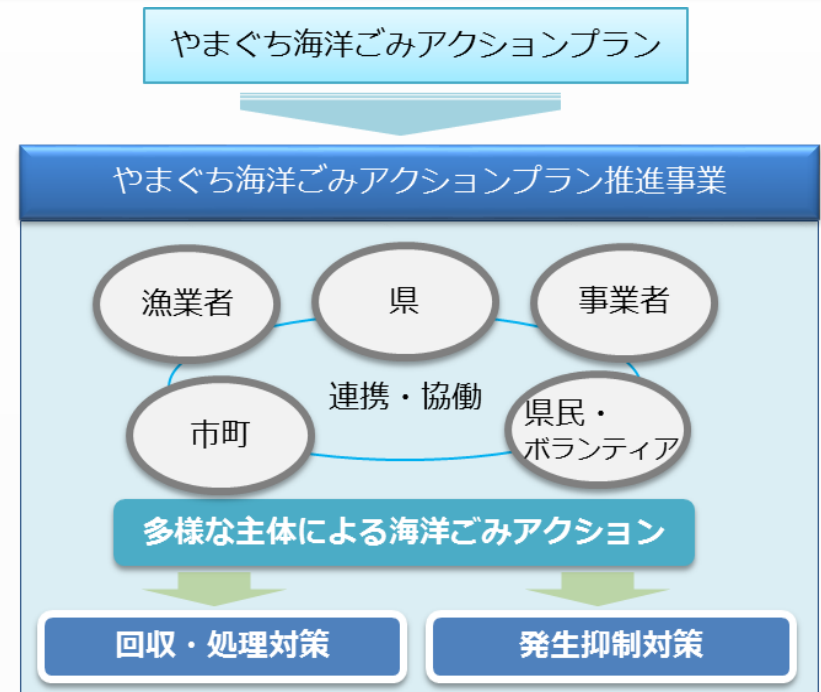 やまぐち海洋ごみアクションプラン
やまぐち海洋ごみアクションプラン推進事業
漁業者
県
事業者
連携・協働
市町
県民・
ボランティア
多様な主体による海洋ごみアクション
回収・処理対策
発生抑制対策